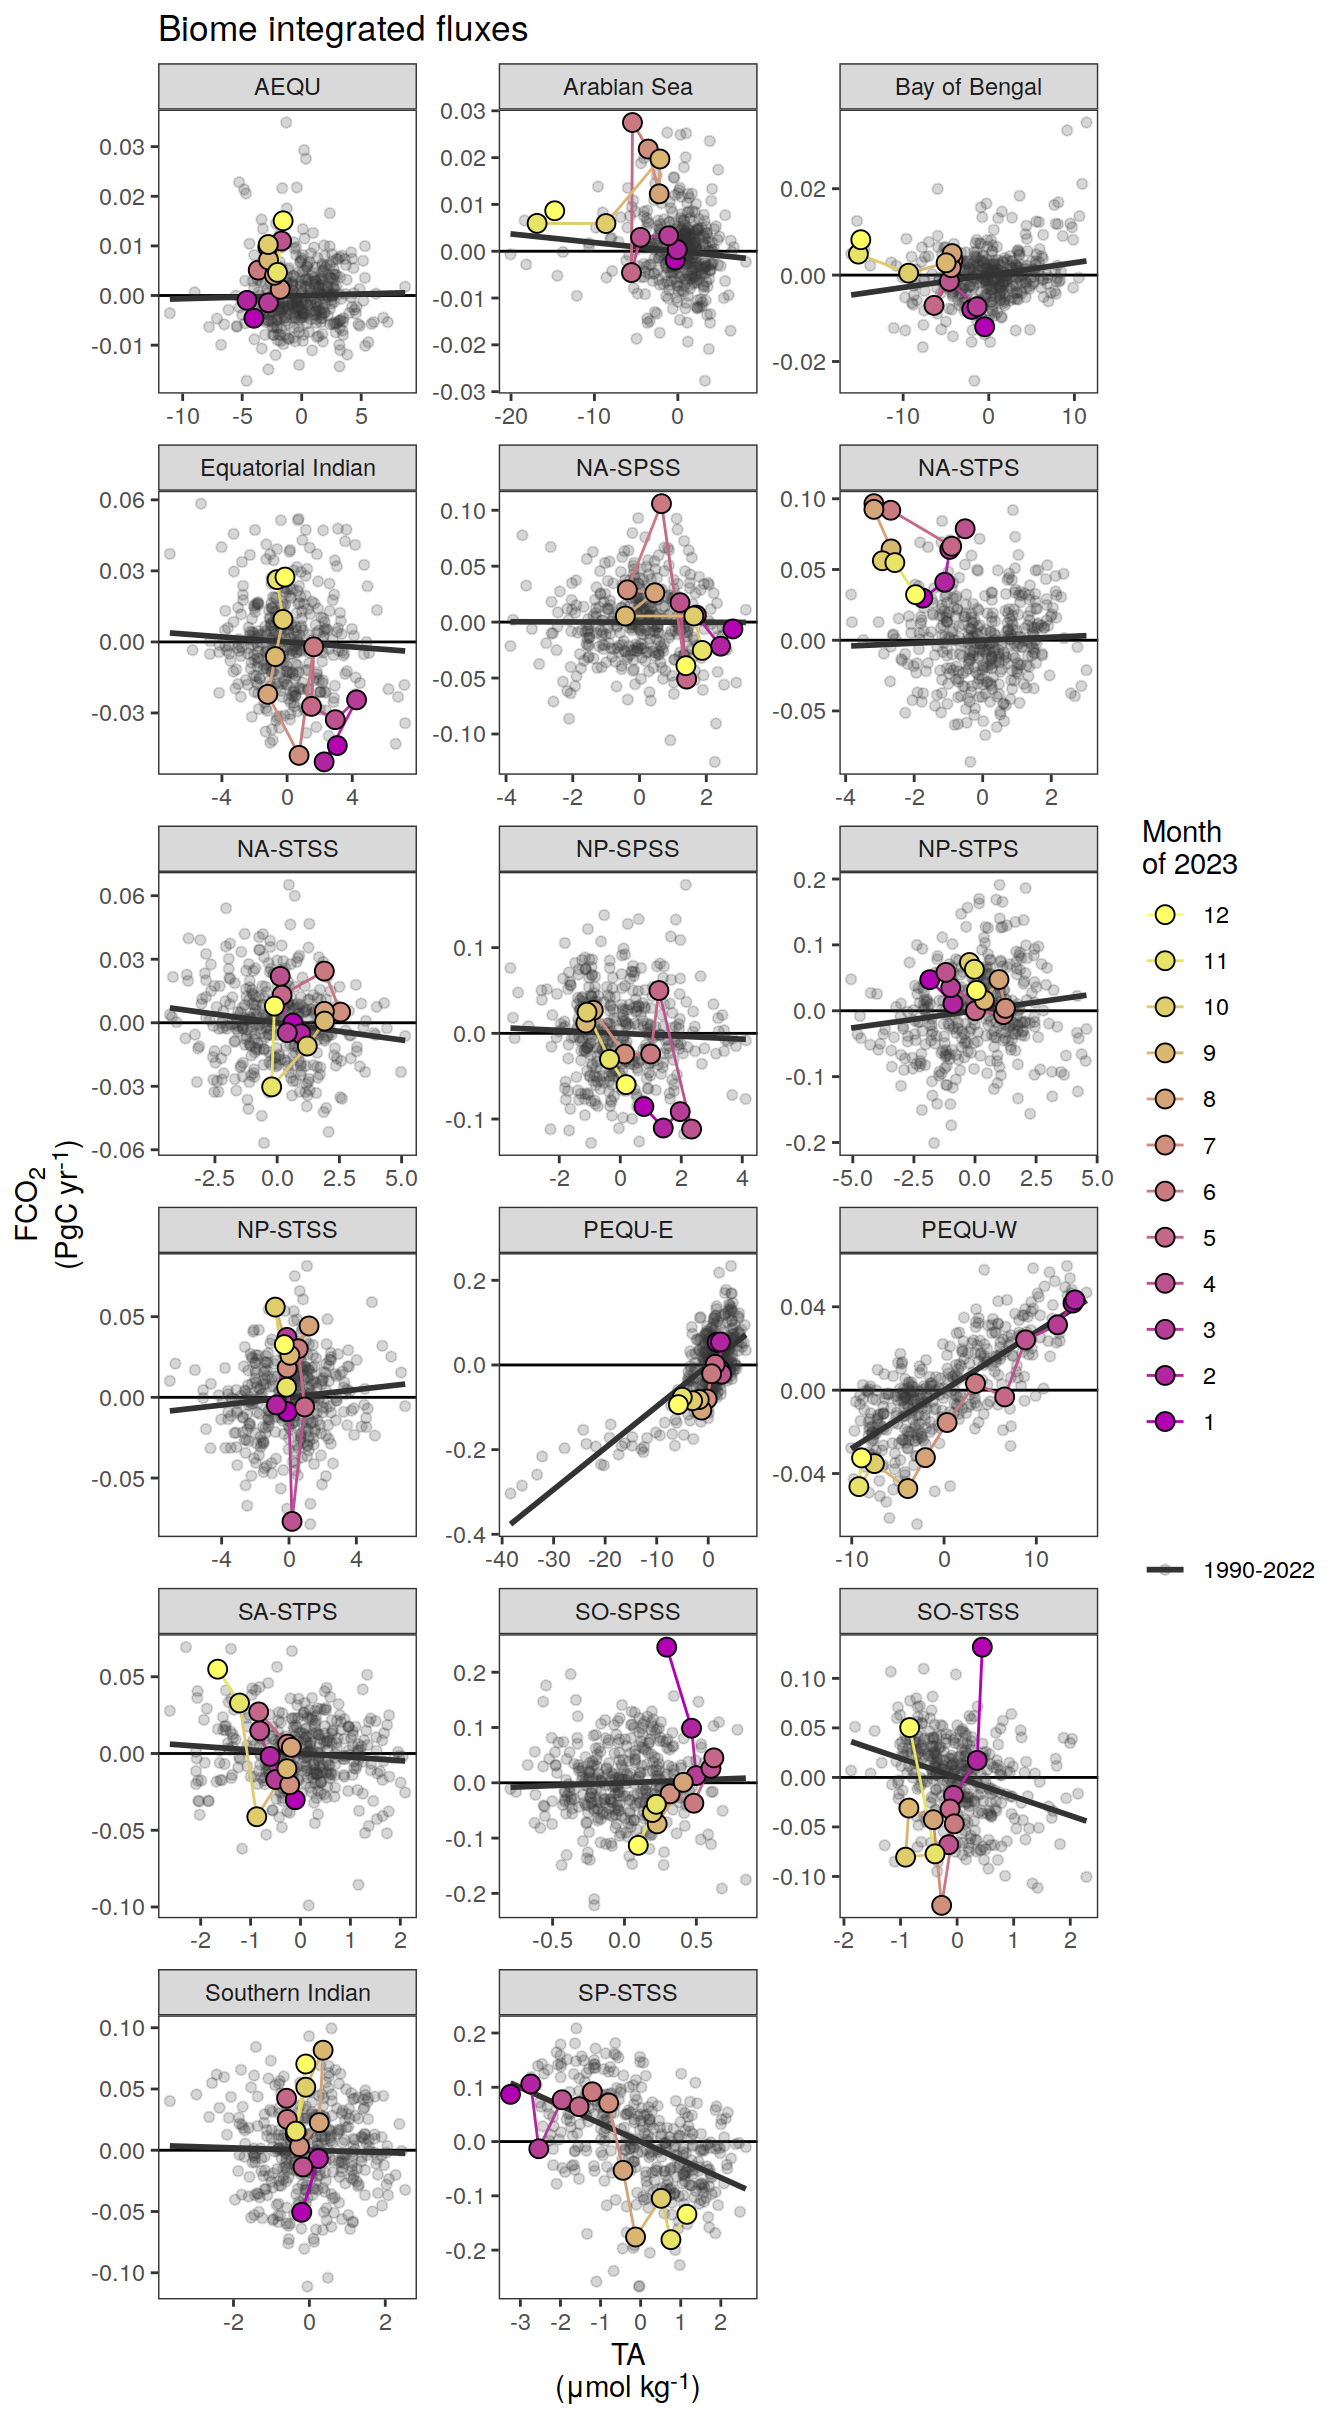 Biome integrated fluxes
AEQU
Arabian Sea
Bay of Bengal
0.03
0.02
0.01
0.00
-0.01
0.03
0.02
0.01
0.00
-0.01
-0.02
-0.03
0.02
0.00
-0.02
-10 -5 0 5
-20 -10 0
-10 0 10
Equatorial Indian
NA-SPSS
NA-STPS
0.06
0.03
0.00
-0.03
0.10
0.05
0.00
-0.05
-0.10
0.10
0.05
0.00
-0.05
-4 0 4
-4 -2 0 2
-4 -2 0 2
NA-STSS
NP-SPSS
NP-STPS
0.06
0.03
0.00
-0.03
-0.06
0.1
0.0
-0.1
0.2
0.1
0.0
-0.1
-0.2
-2.5 0.0 2.5 5.0
-2 0 2 4
-5.0 -2.5 0.0 2.5 5.0
NP-STSS
PEQU-E
PEQU-W
0.05
0.00
-0.05
0.2
0.0
-0.2
-0.4
0.04
0.00
-0.04
-4 0 4
-40 -30 -20 -10 0
-10 0 10
SA-STPS
SO-SPSS
SO-STSS
0.05
0.00
-0.05
-0.10
0.2
0.1
0.0
-0.1
-0.2
0.10
0.05
0.00
-0.05
-0.10
-2 -1 0 1 2
-0.5 0.0 0.5
-2 -1 0 1 2
Southern Indian
SP-STSS
0.10
0.05
0.00
-0.05
-0.10
0.2
0.1
0.0
-0.1
-0.2
-2 0 2
-3 -2 -1 0 1 2
FCO₂
(PgC yr⁻¹)
TA
(µmol kg⁻¹)
Month
of 2023
12
11
10
9
8
7
6
5
4
3
2
1
1990-2022